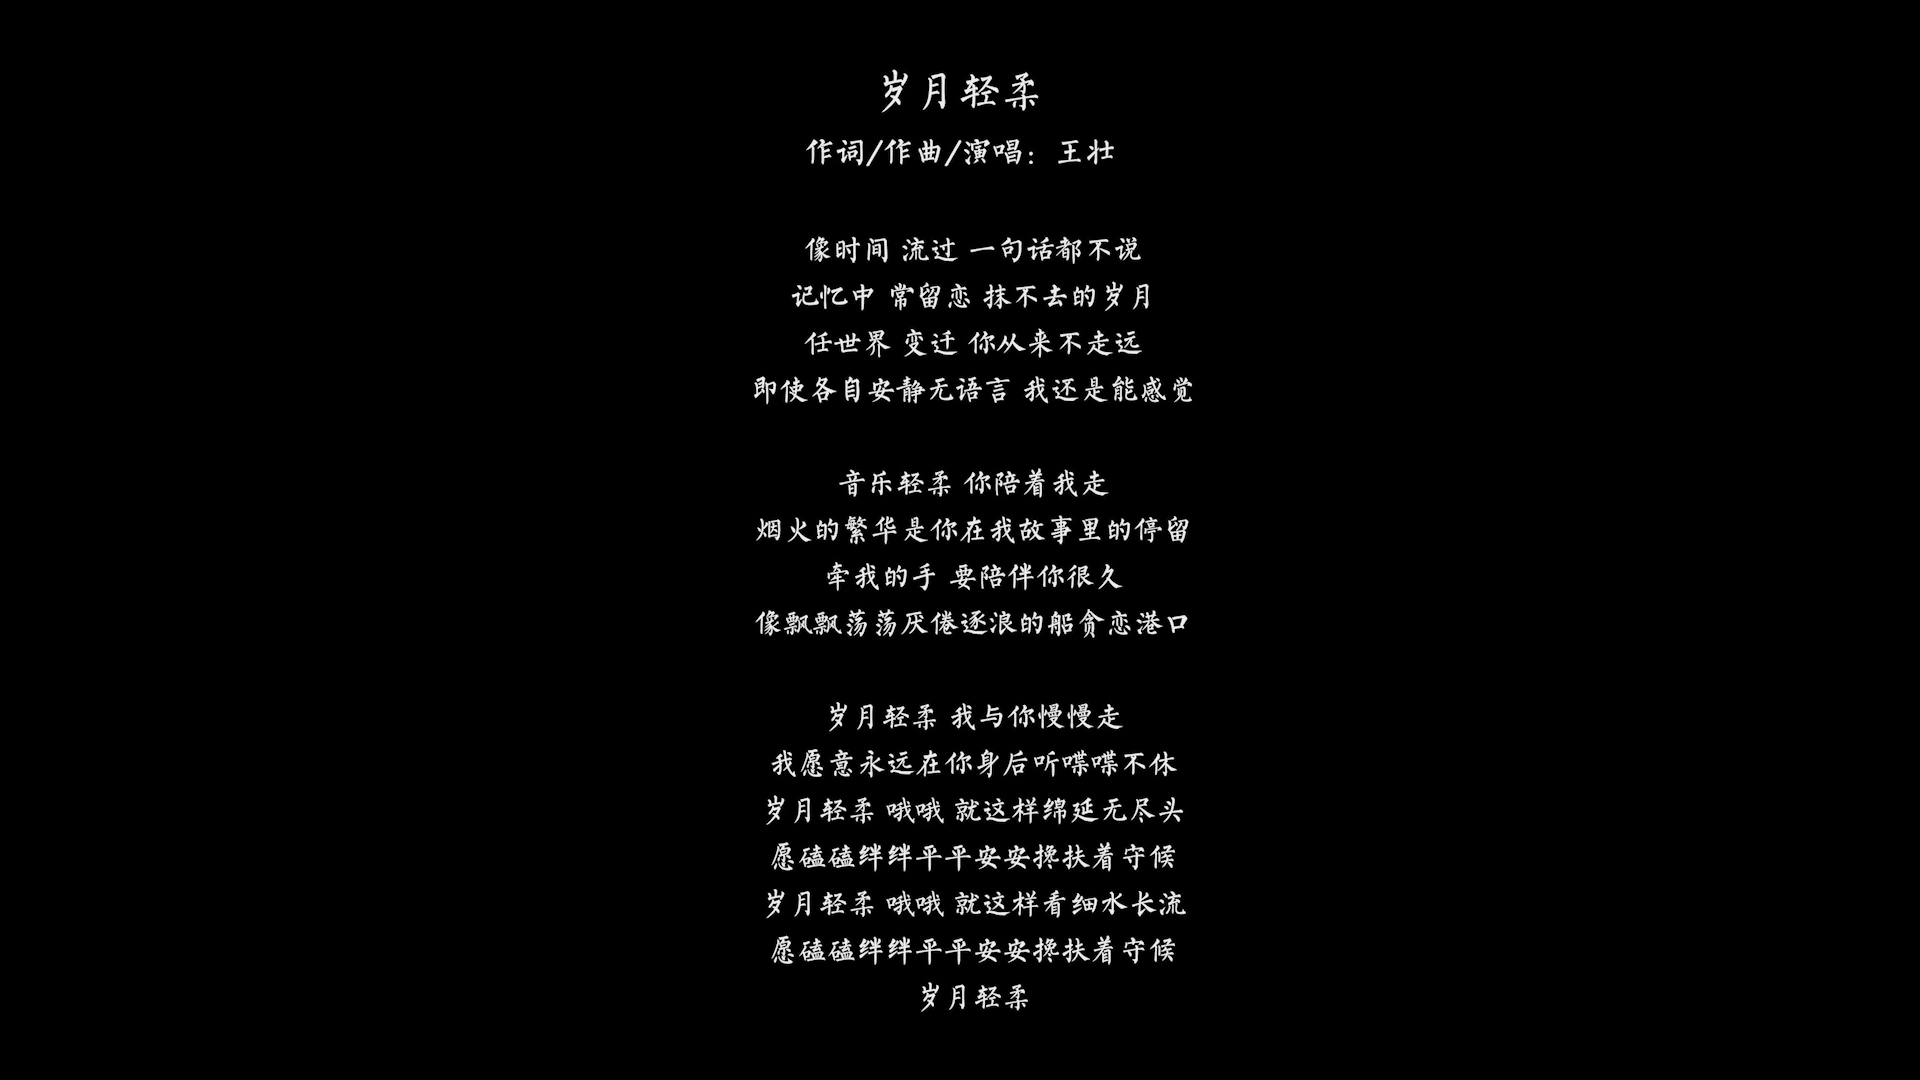 岁月轻柔
作词/作曲/演唱：王壮
像时间 流过 一句话都不说
记忆中 常留恋 抹不去的岁月
任世界 变迁 你从来不走远
即使各自安静无语言 我还是能感觉
音乐轻柔 你陪着我走
烟火的繁华是你在我故事里的停留
牵我的手 要陪伴你很久
像飘飘荡荡厌倦逐浪的船贪恋港口
岁月轻柔 我与你慢慢走
我愿意永远在你身后听喋喋不休
岁月轻柔 哦哦 就这样绵延无尽头
愿磕磕绊绊平平安安搀扶着守候
岁月轻柔 哦哦 就这样看细水长流
愿磕磕绊绊平平安安搀扶着守候
岁月轻柔